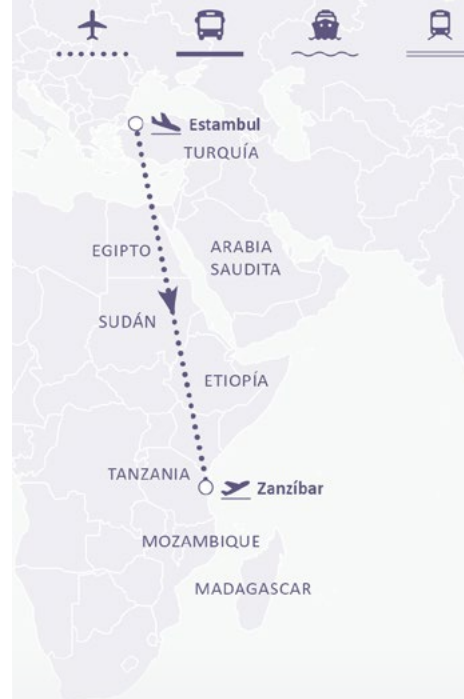 Estambul
TURQUÍA
EGIPTO
ARABIA
SAUDITA
SUDÁN
ETIOPÍA
TANZANIA
Zanzíbar
MOZAMBIQUE
MADAGASCAR